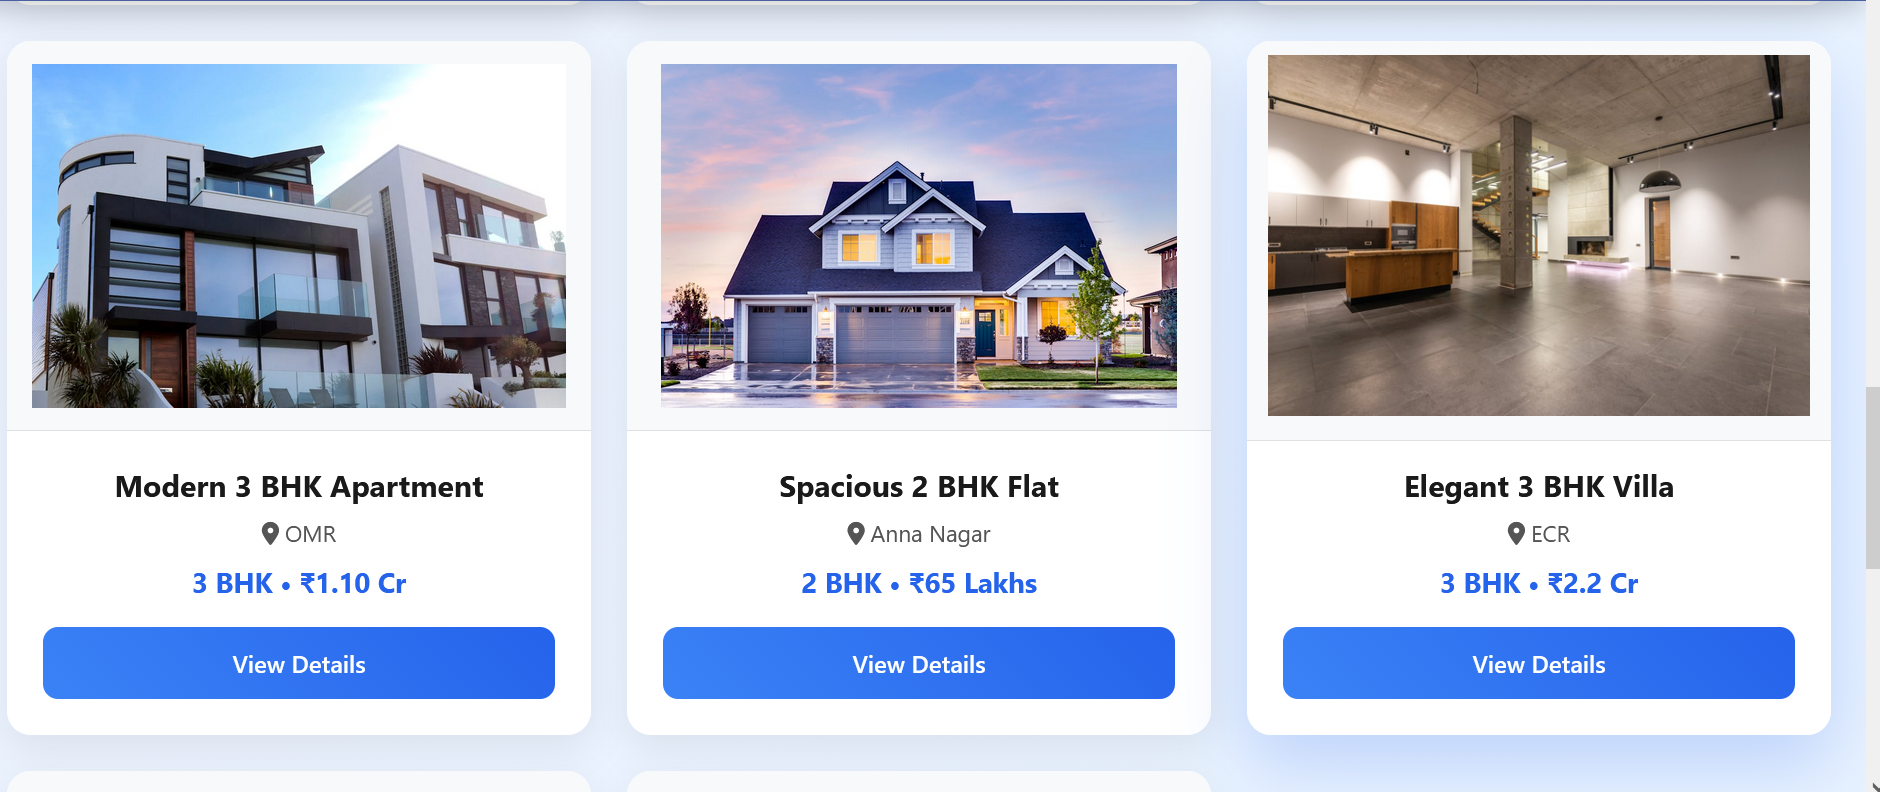 Modern 3 BHK Apartment
OMR
3 BHK • ₹1.10 Cr
View Details
Spacious 2 BHK Flat
Anna Nagar
2 BHK • ₹65 Lakhs
View Details
Elegant 3 BHK Villa
ECR
3 BHK • ₹2.2 Cr
View Details